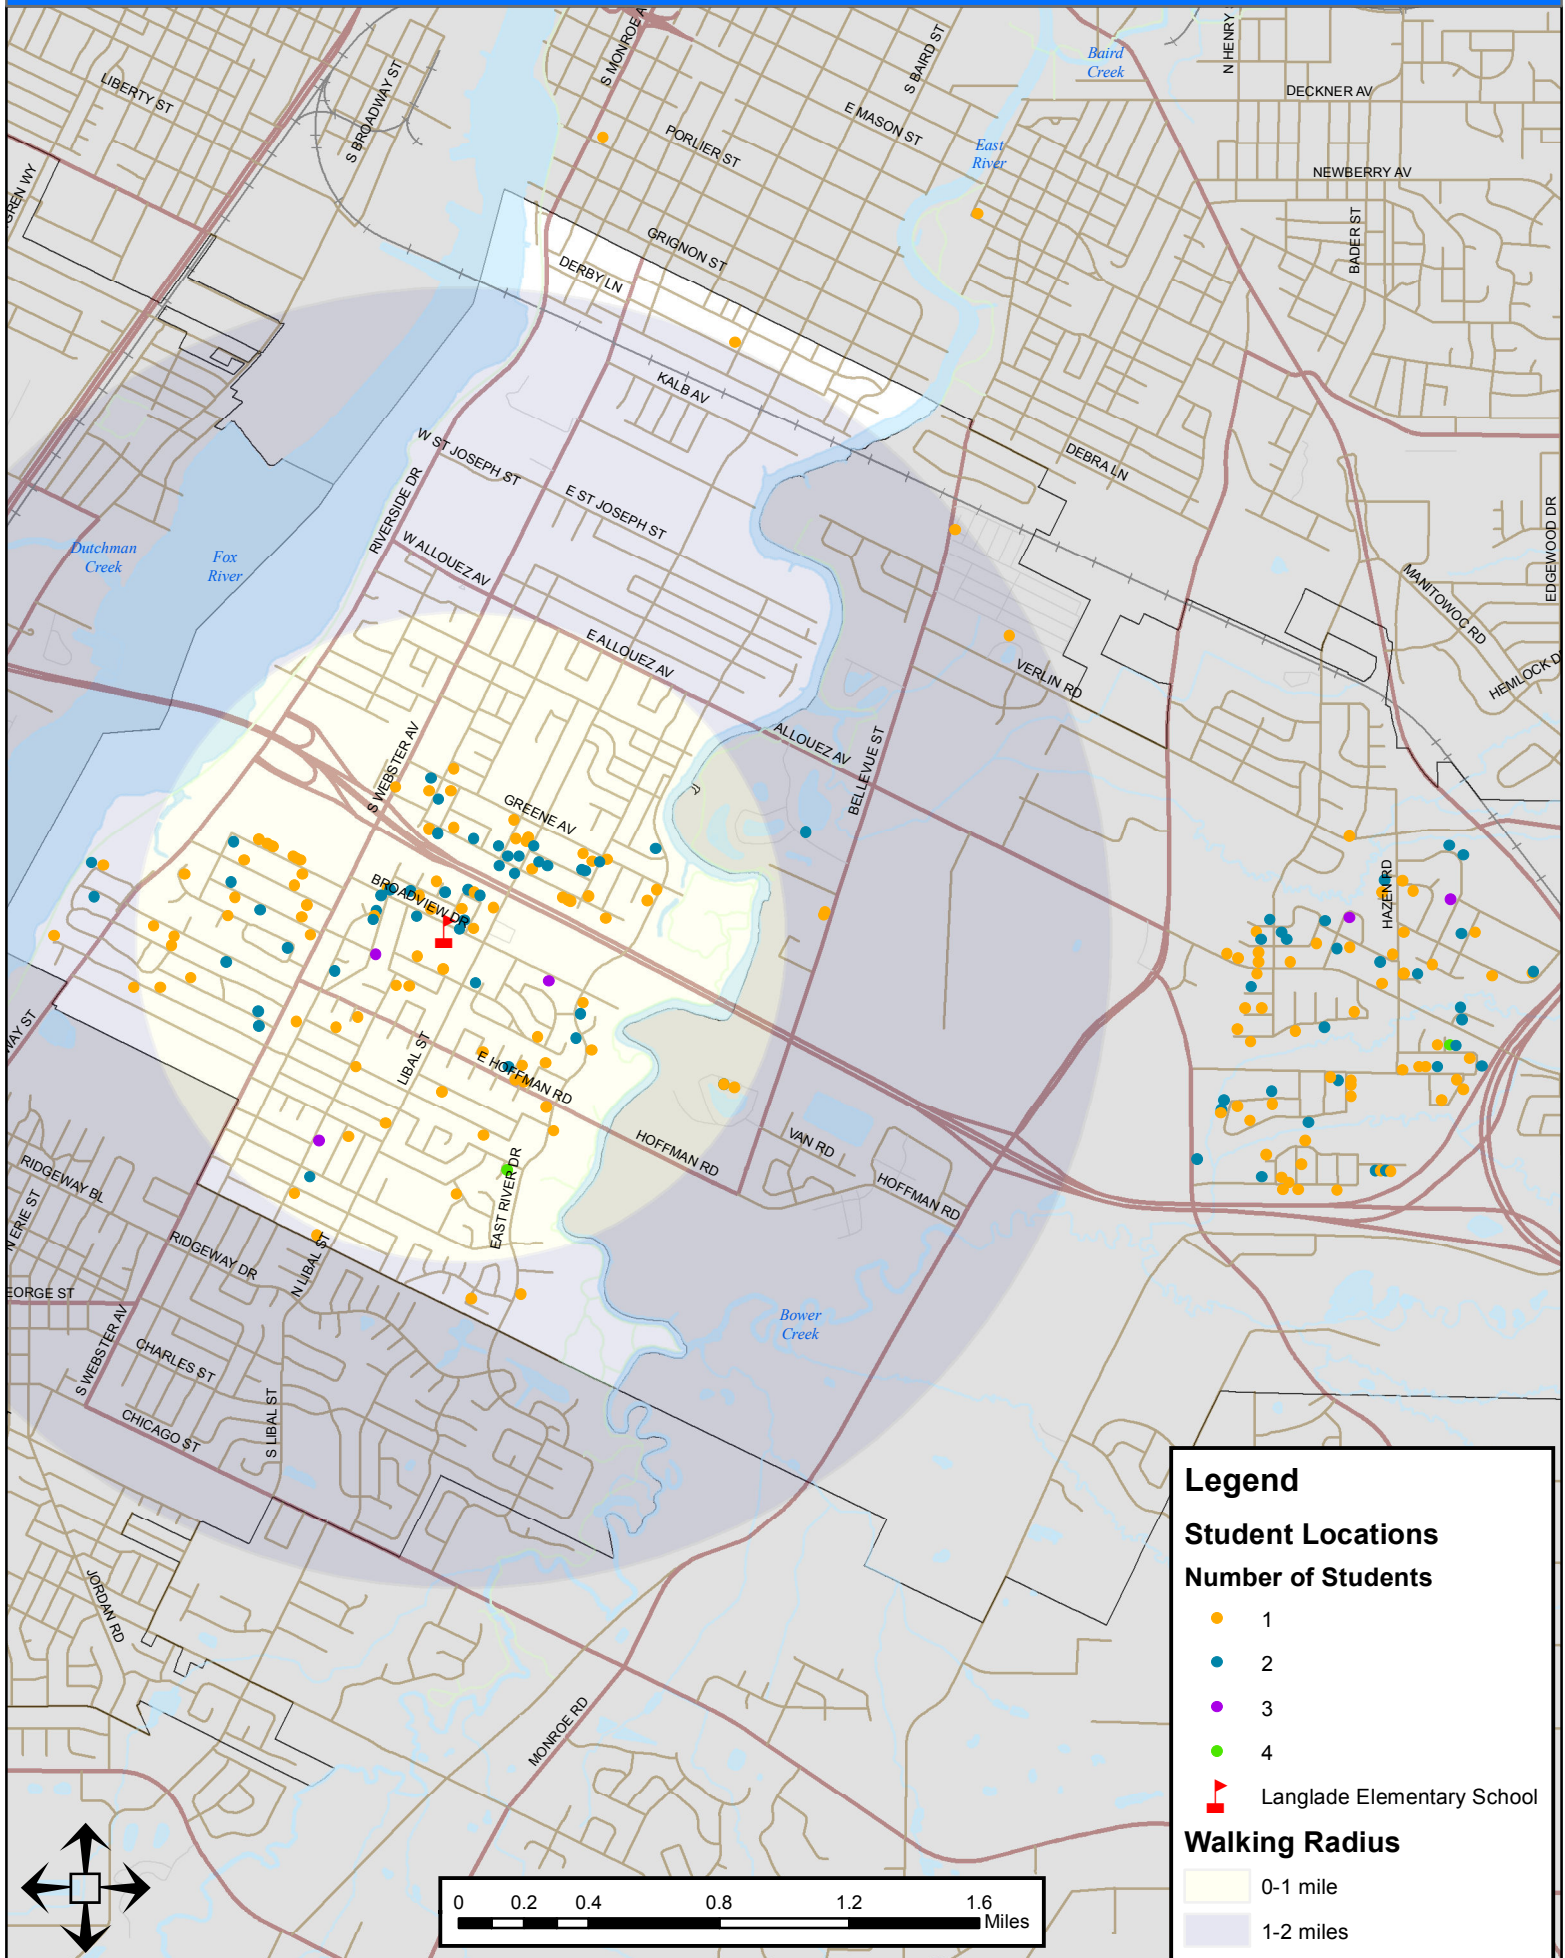 S MONROE A
S BAIRD ST
N HENRY
Baird
Creek
LIBERTY ST
S BROADWAY ST
DECKNER AV
E MASON ST
PORLIER ST
East
River
NEWBERRY AV
GREN WY
BADER ST
GRIGNON ST
DERBY LN
KALB AV
W ST JOSEPH ST
DEBRA LN
E ST JOSEPH ST
RIVERSIDE DR
EDGEWOOD DR
Dutchman
Creek
Fox
River
W ALLOUEZ AV
MANITOWOC RD
E ALLOUEZ AV
VERLIN RD
HEMLOCK D
S WEBSTER AV
ALLOUEZ AV
BELLEVUE ST
GREENE AV
BROADVIEW DR
HAZEN RD
WAY ST
LIBAL ST
E HOFFMAN RD
HOFFMAN RD
VAN RD
HOFFMAN RD
RIDGEWAY BL
N ERIE ST
EAST RIVER DR
RIDGEWAY DR
N LIBAL ST
EORGE ST
Bower
Creek
S WEBSTER AV
CHARLES ST
S LIBAL ST
CHICAGO ST
JORDAN RD
MONROE RD
Legend
Student Locations
Number of Students
1
2
3
4
Langlade Elementary School
Walking Radius
0-1 mile
1-2 miles
0 0.2 0.4 0.8 1.2 1.6
Miles